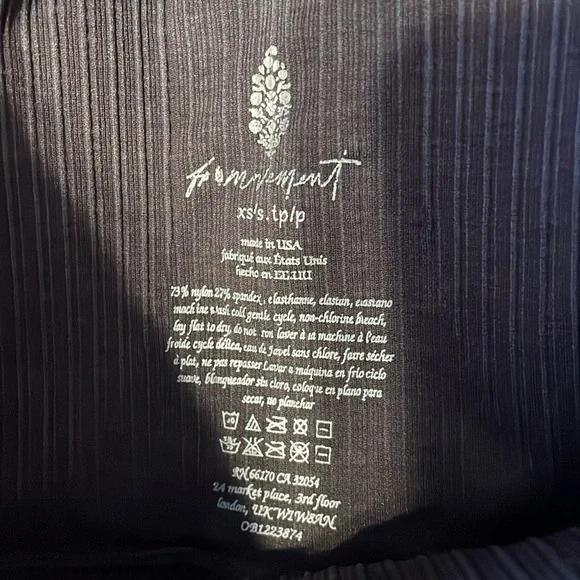 fp movement
xs/s.tp/p
made in USA
fabriqué aux États Unis
hecho en EE.UU
73% nylon 27% spandex, elasthanne, elastan, elastano
machine wash cold gentle cycle, non-chlorine bleach,
lay flat to dry, do not iron laver à la machine à l'eau
froide cycle délica, eau de javel sans chlore, faire sécher
à plat, ne pas repasser Lavar a máquina en frio ciclo
suave, blanqueador sin cloro, coloque en plano para
secar, no planchar
RN 66170 CA 32054
24 market place, 3rd floor
london, UK W1W8AN
OB1223874